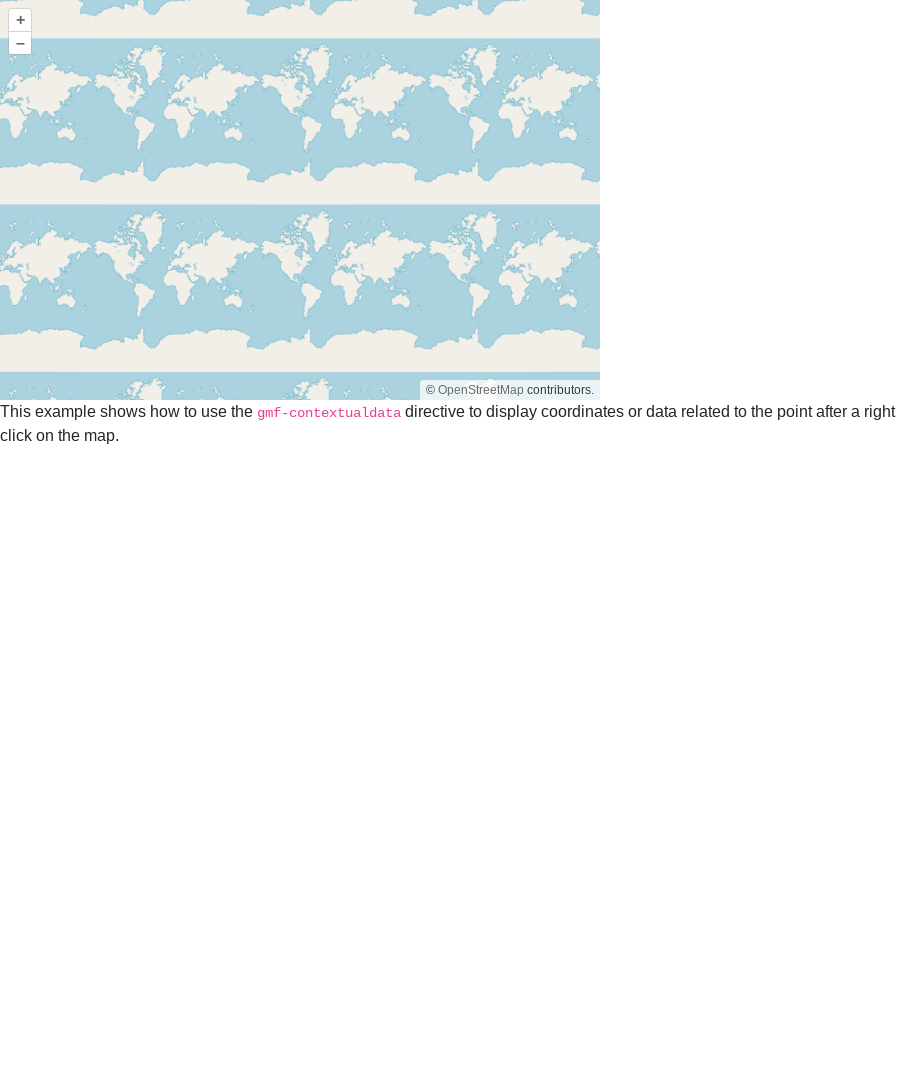 +
−
© OpenStreetMap contributors.
This example shows how to use the gmf-contextualdata directive to display coordinates or data related to the point after a right
click on the map.